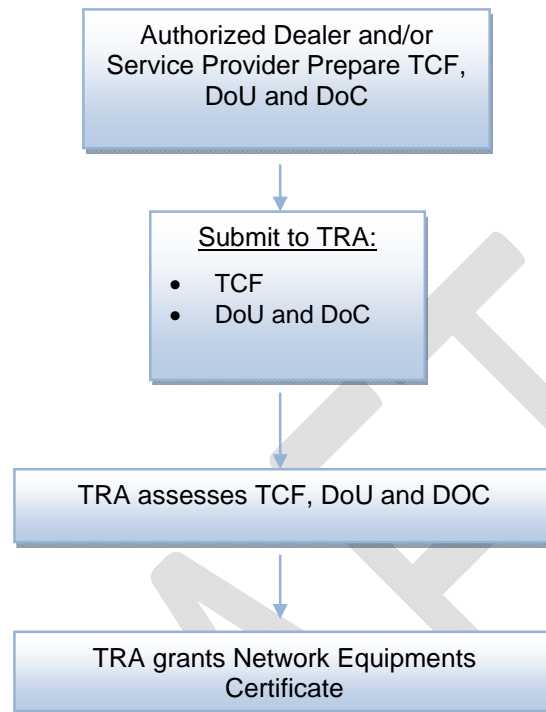 Authorized Dealer and/or
Service Provider Prepare TCF,
DoU and DoC
Submit to TRA:
• TCF
• DoU and DoC
TRA assesses TCF, DoU and DOC
TRA grants Network Equipments
Certificate